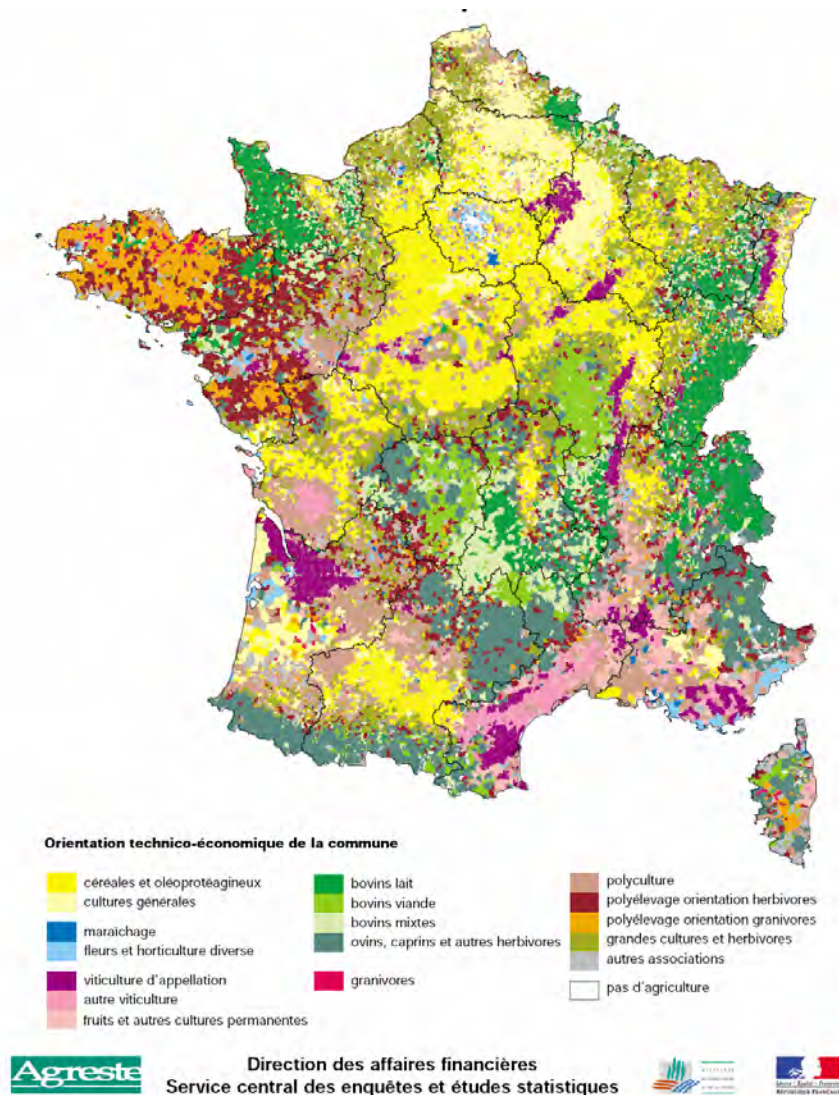 Orientation technico-économique de la commune
céréales et oléoprotéagineux
cultures générales
maraîchage
fleurs et horticulture diverse
viticulture d'appellation
autre viticulture
fruits et autres cultures permanentes
bovins lait
bovins viande
bovins mixtes
ovins, caprins et autres herbivores
granivores
polyculture
polyélevage orientation herbivores
polyélevage orientation granivores
grandes cultures et herbivores
autres associations
pas d'agriculture
Agreste
Direction des affaires financières
Service central des enquêtes et études statistiques